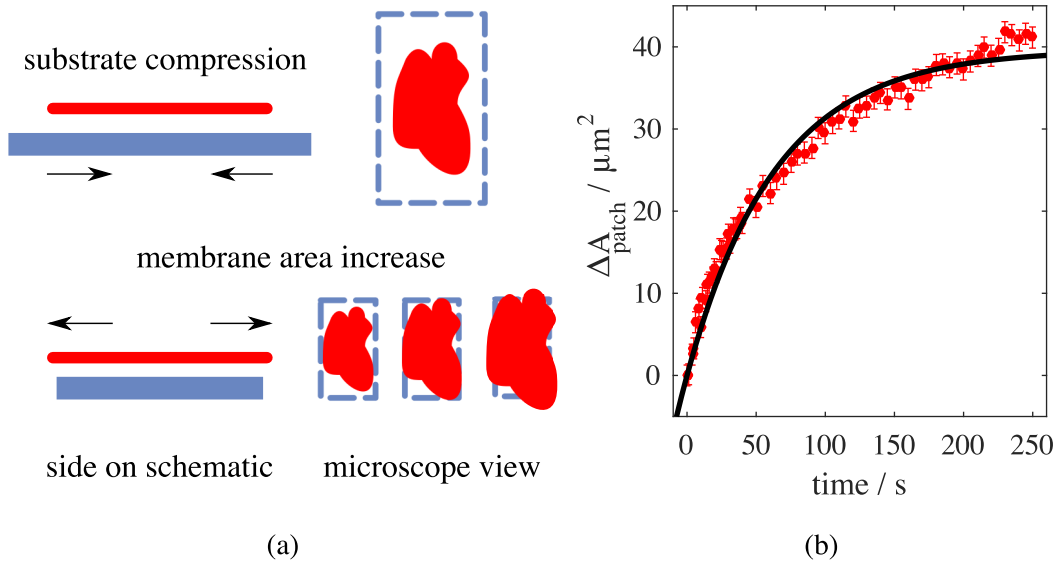 substrate compression
membrane area increase
side on schematic
microscope view
(a)
ΔA_patch / μm²
40
30
20
10
0
0 50 100 150 200 250
time / s
(b)